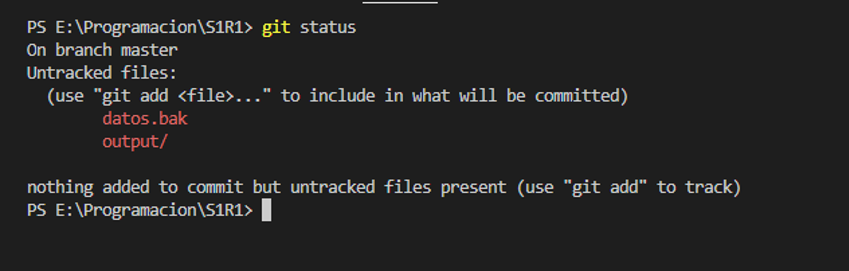 PS E:\Programacion\S1R1> git status
On branch master
Untracked files:
  (use "git add <file>..." to include in what will be committed)
        datos.bak
        output/

nothing added to commit but untracked files present (use "git add" to track)
PS E:\Programacion\S1R1>